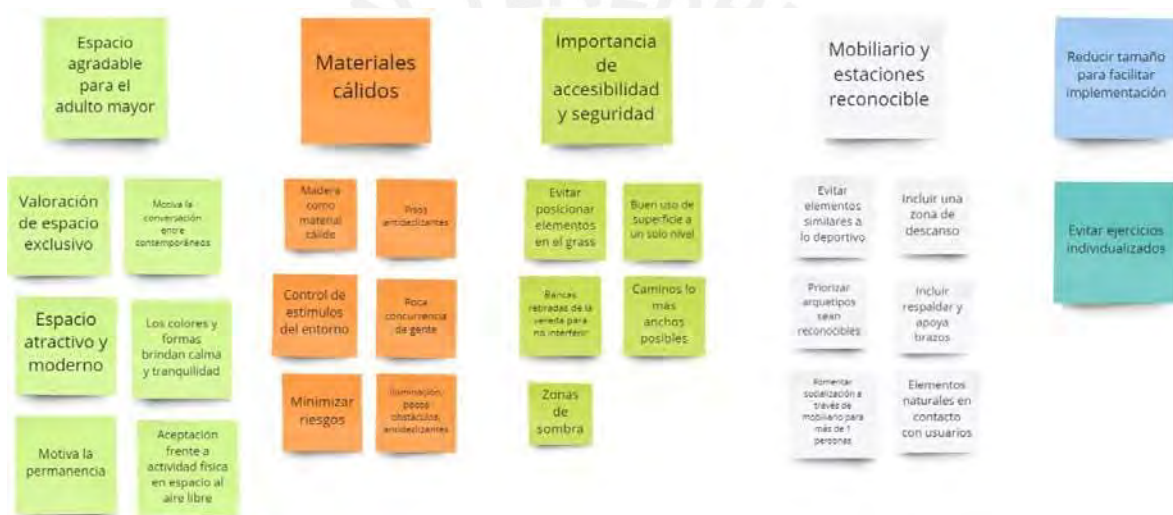 Espacio
agradable
para el
adulto mayor
Materiales
cálidos
Importancia
de
accesibilidad
y seguridad
Mobiliario y
estaciones
reconocible
Reducir tamaño
para facilitar
implementación
Valoración
de espacio
exclusivo
Motiva la
conversación
entre
contemporáneos
Espacio
atractivo y
moderno
Los colores y
formas
brindan calma
y tranquilidad
Motiva la
permanencia
Aceptación
frente a
actividad física
en espacio al
aire libre
Madera
como
material
cálido
Pisos
antideslizantes
Control de
estímulos
del entorno
Poca
concurrencia
de gente
Minimizar
riesgos
Iluminación,
pocos
obstáculos,
antideslizantes
Evitar
posicionar
elementos
en el grass
Buen uso de
superficie a
un solo nivel
Bancas
retiradas de la
vereda para
no interferir
Caminos lo
más
anchos
posibles
Zonas
de
sombra
Evitar
elementos
similares a
lo deportivo
Incluir una
zona de
descanso
Priorizar
arquetipos
sean
reconocibles
Incluir
respaldar y
apoya
brazos
Fomentar
socialización a
través de
mobiliario para
más de 1
personas
Elementos
naturales en
contacto
con usuarios
Evitar ejercicios
individualizados